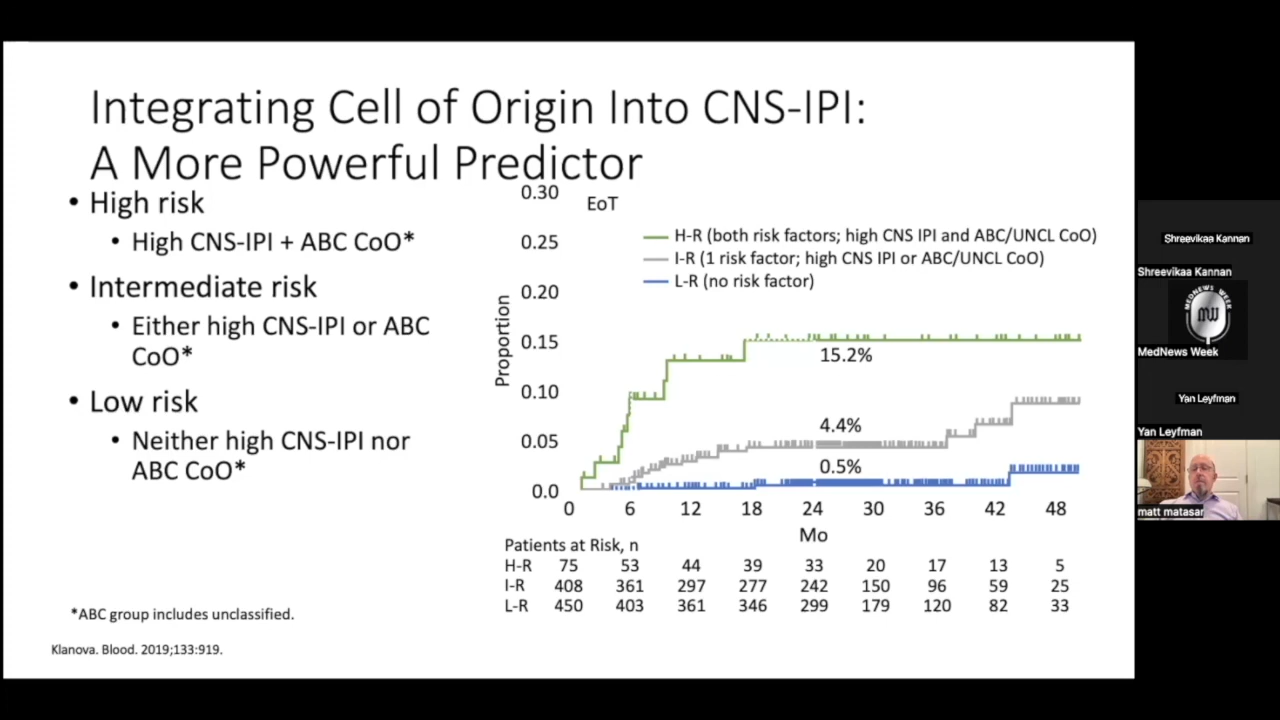 Integrating Cell of Origin Into CNS-IPI:
A More Powerful Predictor
• High risk
• High CNS-IPI + ABC CoO*
• Intermediate risk
• Either high CNS-IPI or ABC
CoO*
• Low risk
• Neither high CNS-IPI nor
ABC CoO*
*ABC group includes unclassified.
Klanova. Blood. 2019;133:919.
EoT
H-R (both risk factors; high CNS IPI and ABC/UNCL CoO)
I-R (1 risk factor; high CNS IPI or ABC/UNCL CoO)
L-R (no risk factor)
Proportion
0.30
0.25
0.20
0.15
0.10
0.05
0.0
15.2%
4.4%
0.5%
0 6 12 18 24 30 36 42 48
Mo
Patients at Risk, n
H-R 75 53 44 39 33 20 17 13 5
I-R 408 361 297 277 242 150 96 59 25
L-R 450 403 361 346 299 179 120 82 33
Shreevikaa Kannan
Shreevikaa Kannan
MEDNEWS WEEK
MW
MedNews Week
Yan Leyfman
Yan Leyfman
matt matasar